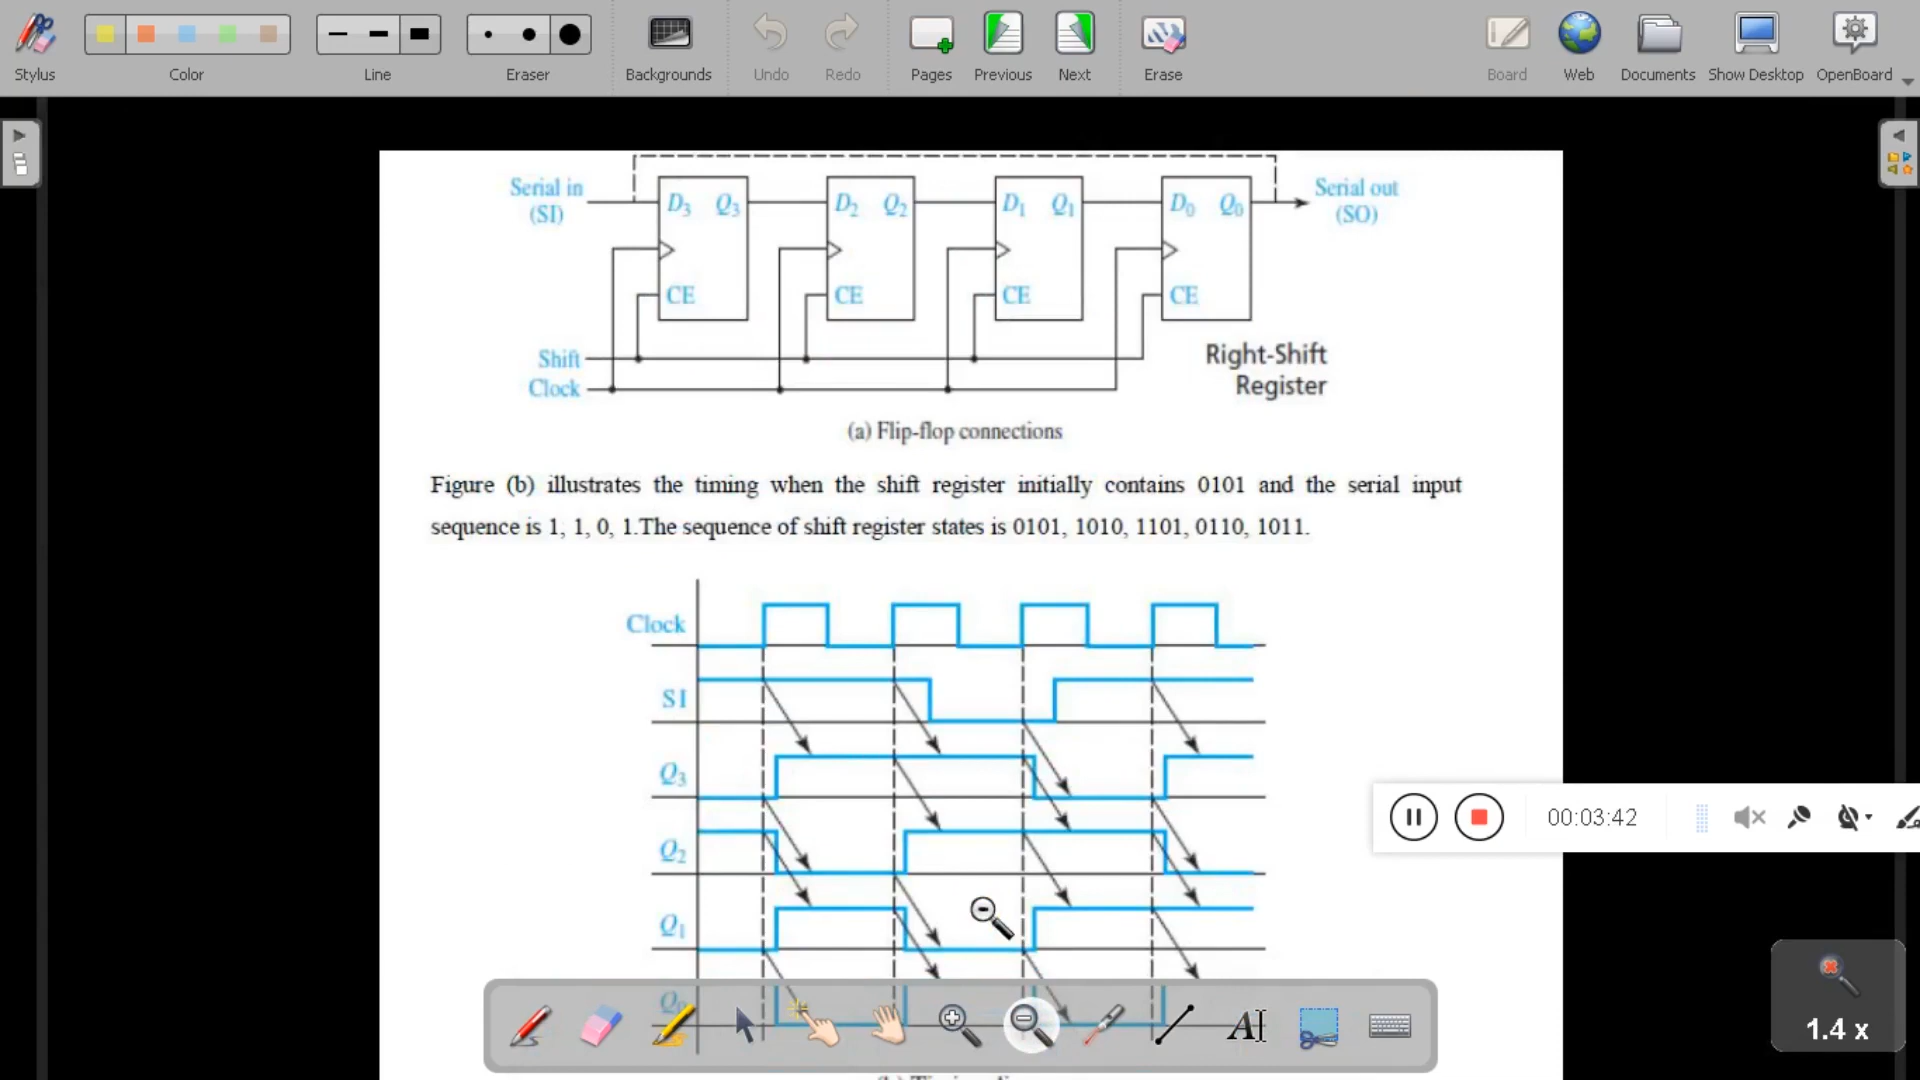 Stylus
Color
Line
Eraser
Backgrounds
Undo
Redo
Pages
Previous
Next
Erase
Board
Web
Documents
Show Desktop
OpenBoard
Serial in
(SI)
D3 Q3
D2 Q2
D1 Q1
D0 Q0
Serial out
(SO)
CE
CE
CE
CE
Shift
Clock
Right-Shift
Register
(a) Flip-flop connections
Figure (b) illustrates the timing when the shift register initially contains 0101 and the serial input
sequence is 1, 1, 0, 1.The sequence of shift register states is 0101, 1010, 1101, 0110, 1011.
Clock
SI
Q3
Q2
Q1
Q0
00:03:42
1.4 x